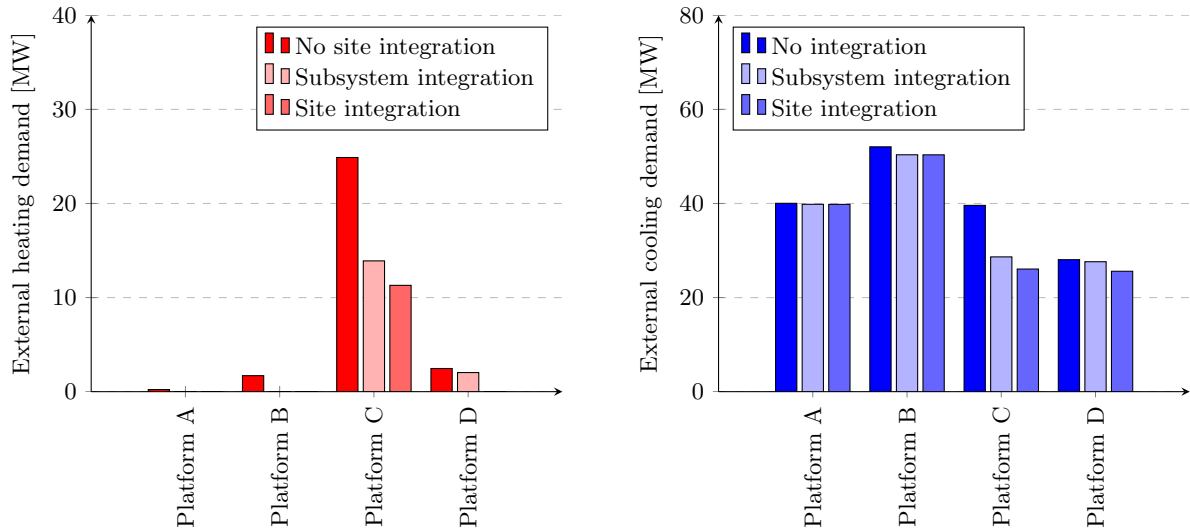 External heating demand [MW]
40
30
20
10
0
No site integration
Subsystem integration
Site integration
Platform A
Platform B
Platform C
Platform D
External cooling demand [MW]
80
60
40
20
0
No integration
Subsystem integration
Site integration
Platform A
Platform B
Platform C
Platform D